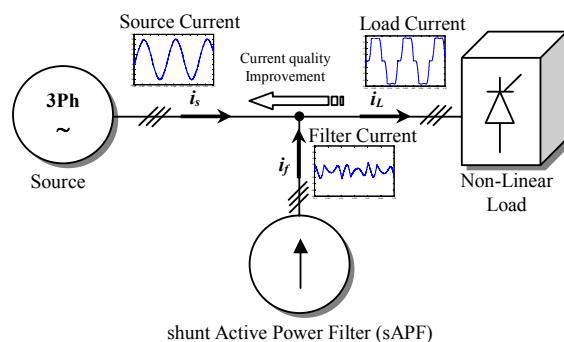 Source Current
Load Current
Current quality
Improvement
3Ph
~
i_s
i_L
Filter Current
Source
i_f
Non-Linear
Load
shunt Active Power Filter (sAPF)